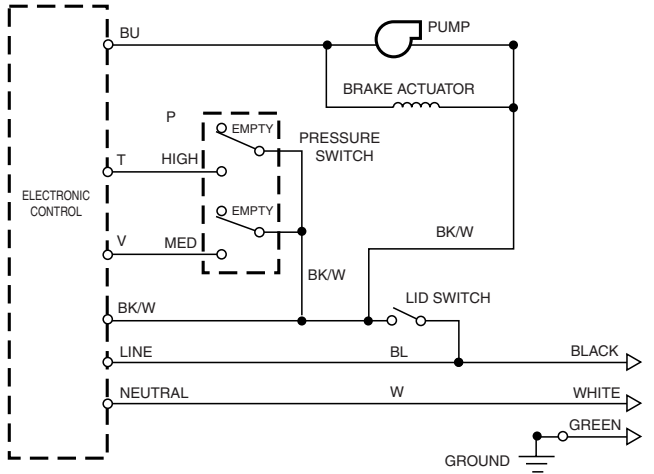 BU
PUMP
BRAKE ACTUATOR
P
EMPTY
PRESSURE
SWITCH
T
HIGH
ELECTRONIC
CONTROL
EMPTY
V
MED
BK/W
BK/W
LID SWITCH
BK/W
LINE
BL
BLACK
NEUTRAL
W
WHITE
GREEN
GROUND